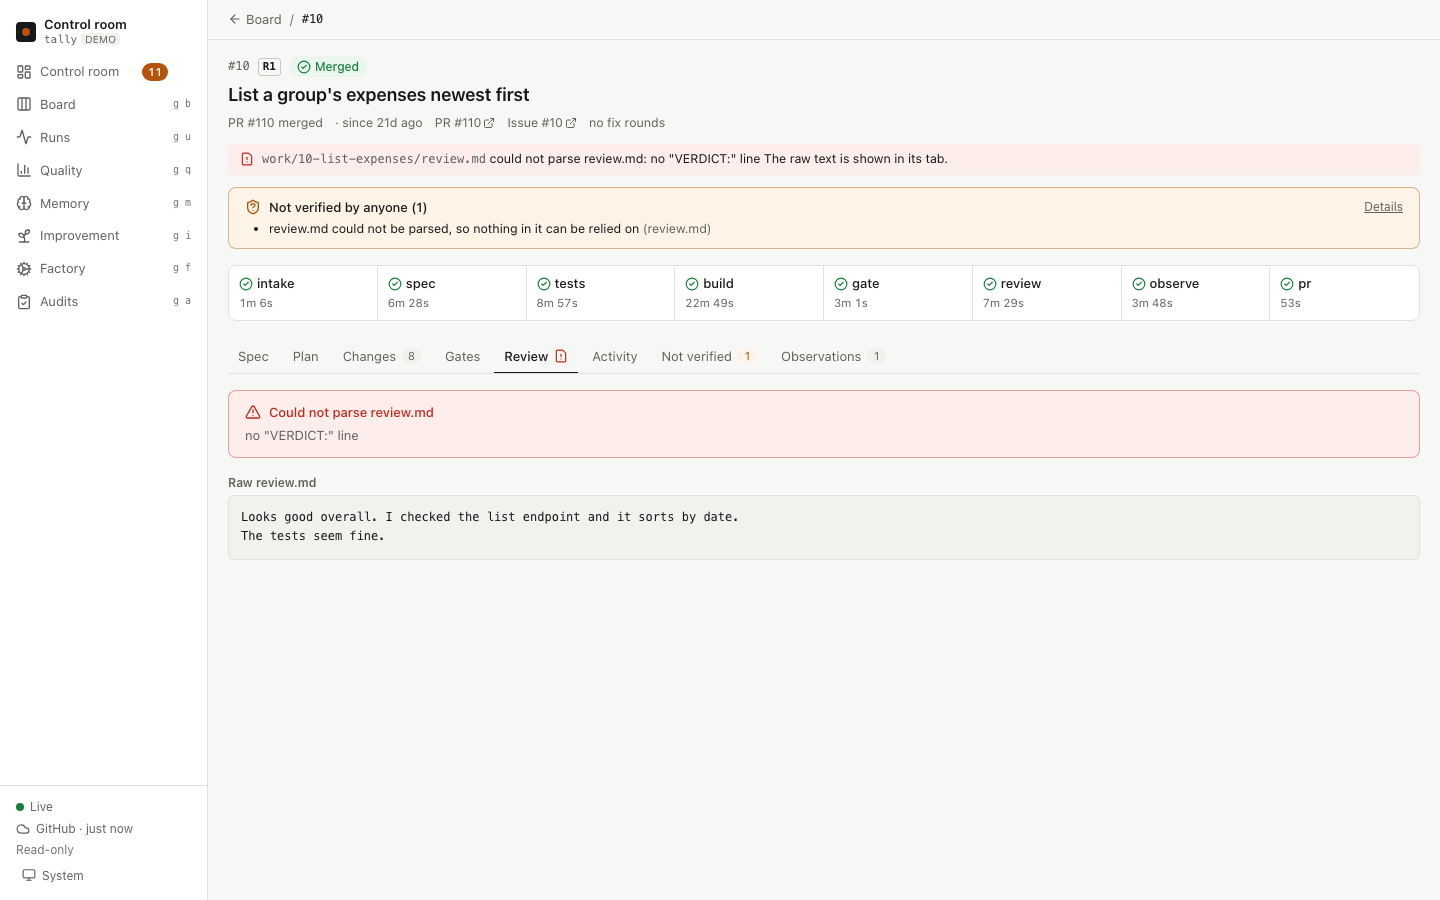 Control room
tally DEMO
Control room 11
Board g b
Runs g u
Quality g q
Memory g m
Improvement g i
Factory g f
Audits g a
Live
GitHub · just now
Read-only
System
Board / #10
#10 R1 Merged
List a group's expenses newest first
PR #110 merged · since 21d ago PR #110 Issue #10 no fix rounds
work/10-list-expenses/review.md could not parse review.md: no "VERDICT:" line The raw text is shown in its tab.
Not verified by anyone (1) Details
• review.md could not be parsed, so nothing in it can be relied on (review.md)
intake spec tests build gate review observe pr
1m 6s 6m 28s 8m 57s 22m 49s 3m 1s 7m 29s 3m 48s 53s
Spec Plan Changes 8 Gates Review Activity Not verified 1 Observations 1
Could not parse review.md
no "VERDICT:" line
Raw review.md
Looks good overall. I checked the list endpoint and it sorts by date.
The tests seem fine.